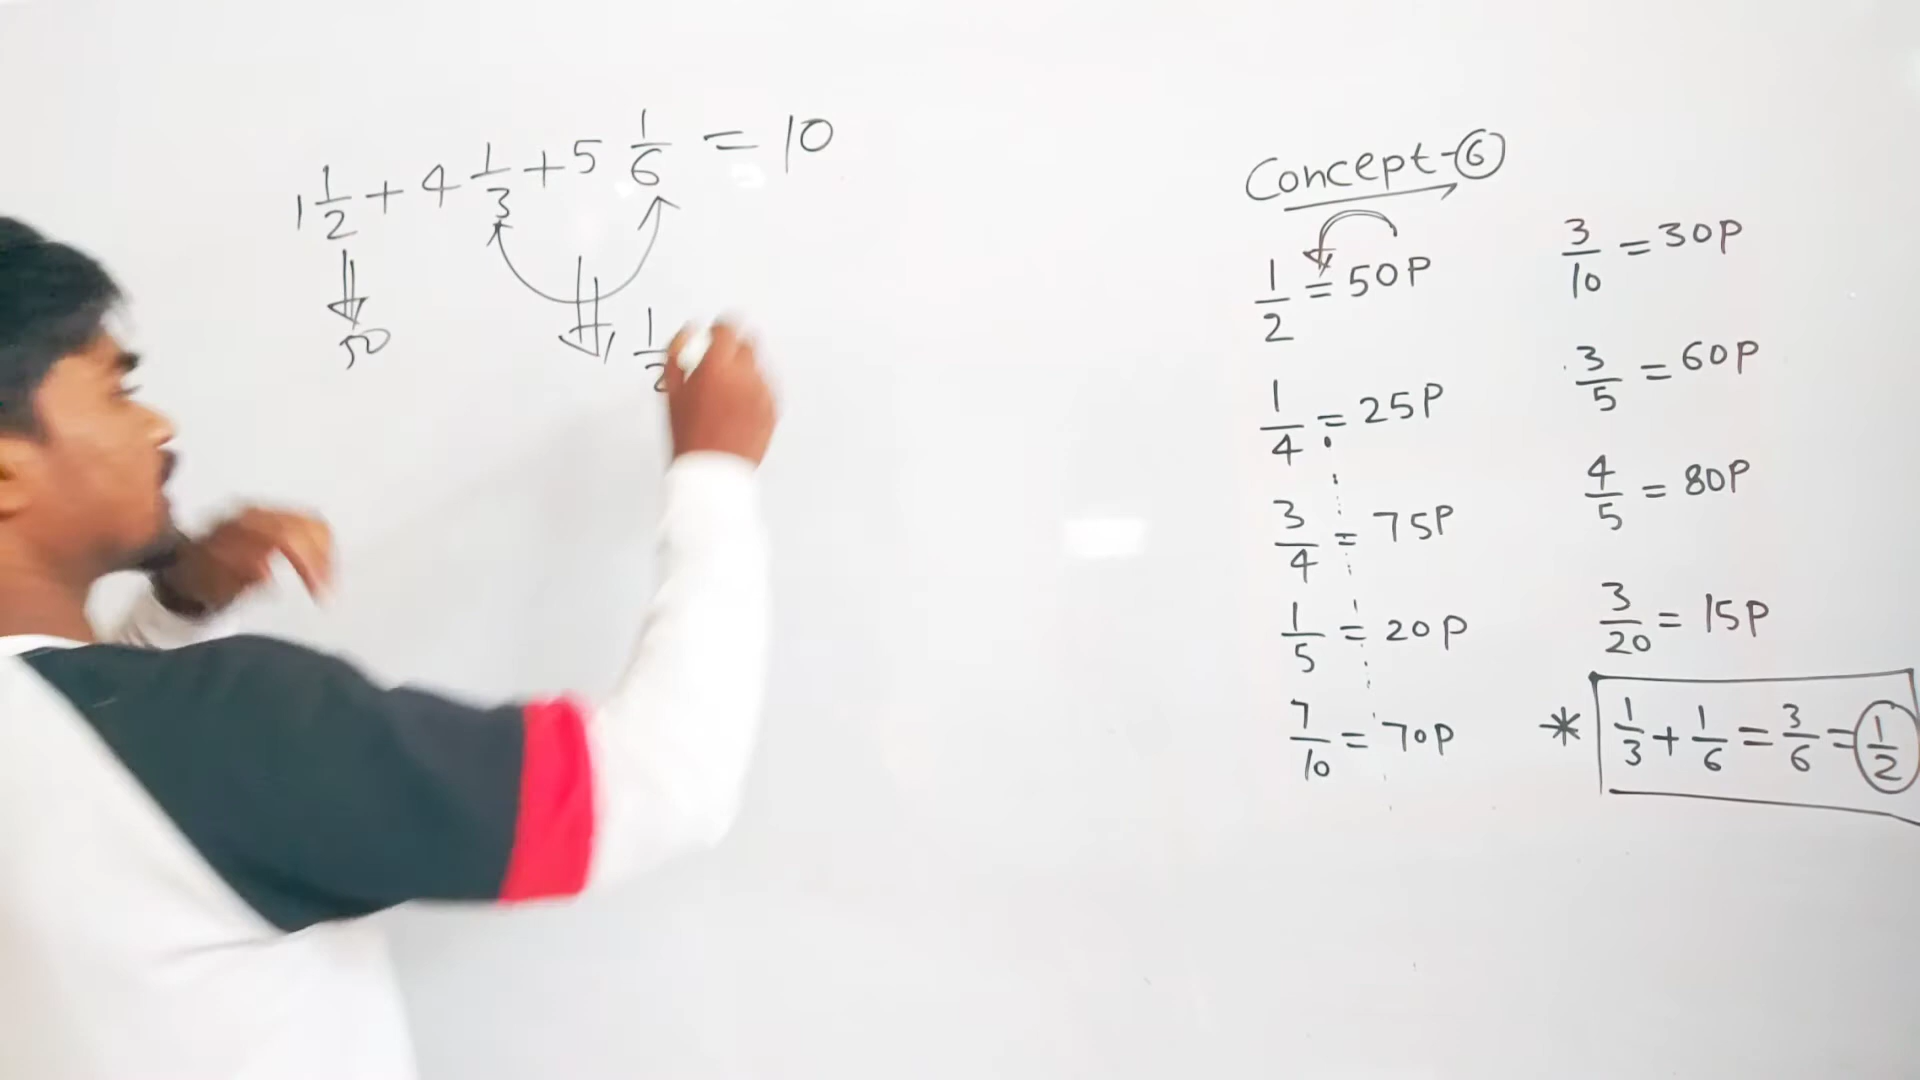 1 1/2 + 4 1/3 + 5 1/6 = 10
50
1/2
Concept-⑥
1/2 = 50P
1/4 = 25P
3/4 = 75P
1/5 = 20P
7/10 = 70P
3/10 = 30P
3/5 = 60P
4/5 = 80P
3/20 = 15P
* 1/3 + 1/6 = 3/6 = 1/2